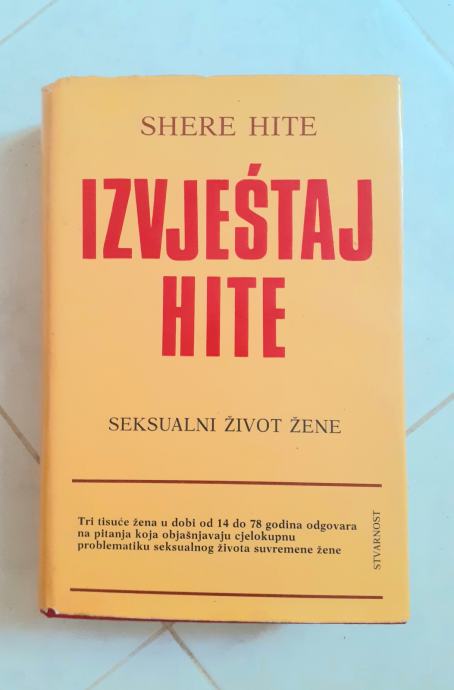 SHERE HITE
IZVJEŚTAJ
HITE
SEKSUALNI ŽIVOT ŽENE
Tri tisuće žena u dobi od 14 do 78 godina odgovara
na pitanja koja objašnjavaju cjelokupnu
problematiku seksualnog života suvremene žene
STVARNOST